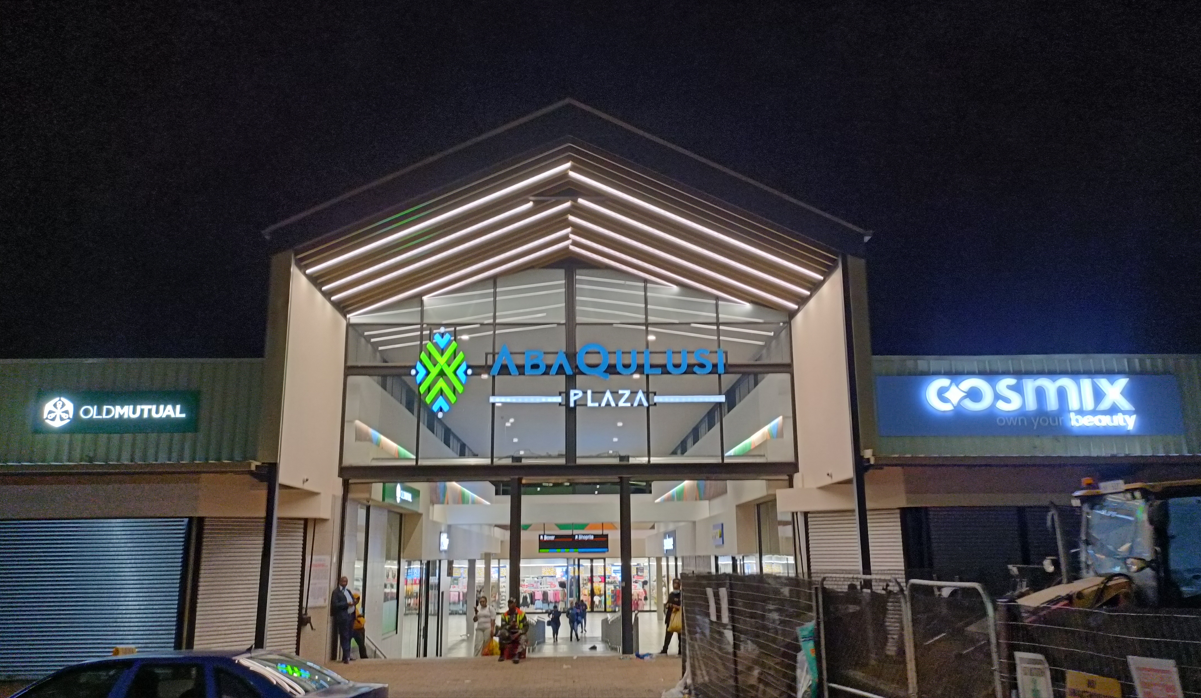 ABAQULUSI
PLAZA
OLDMUTUAL
COSMIX
own your beauty